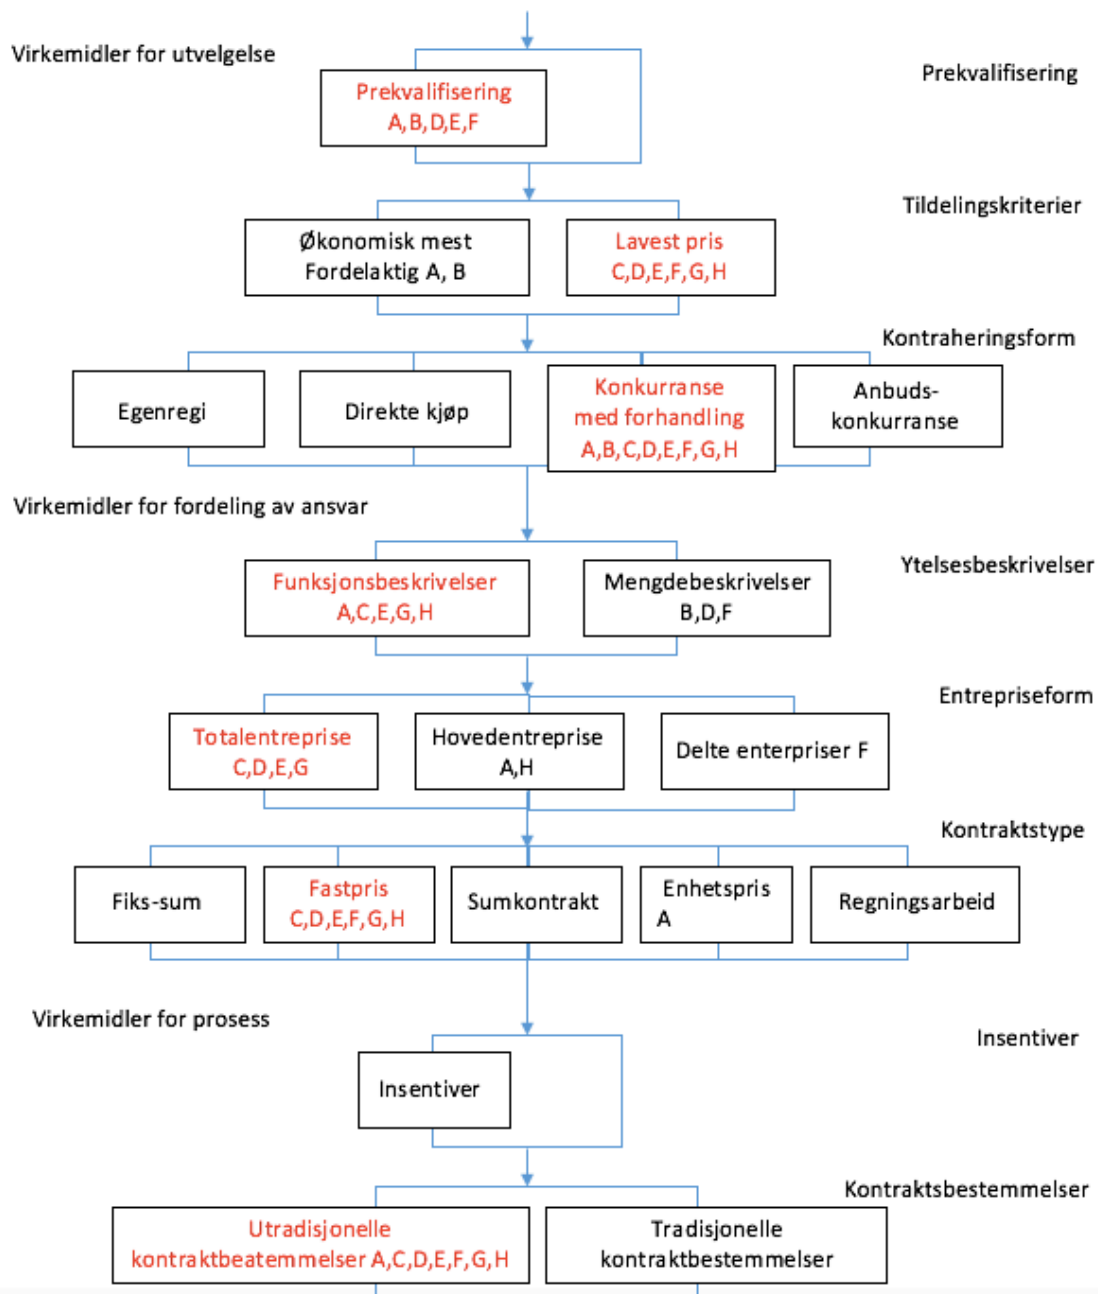 Virkemidler for utvelgelse
Prekvalifisering
Prekvalifisering
A,B,D,E,F
Tildelingskriterier
Økonomisk mest
Fordelaktig A, B
Lavest pris
C,D,E,F,G,H
Kontraheringsform
Egenregi
Direkte kjøp
Konkurranse
med forhandling
A,B,C,D,E,F,G,H
Anbuds-
konkurranse
Virkemidler for fordeling av ansvar
Ytelsesbeskrivelser
Funksjonsbeskrivelser
A,C,E,G,H
Mengdebeskrivelser
B,D,F
Entrepriseform
Totalentreprise
C,D,E,G
Hovedentreprise
A,H
Delte enterpriser F
Kontraktstype
Fiks-sum
Fastpris
C,D,E,F,G,H
Sumkontrakt
Enhetspris
A
Regningsarbeid
Virkemidler for prosess
Insentiver
Insentiver
Kontraktsbestemmelser
Utradisjonelle
kontraktbeatemmelser A,C,D,E,F,G,H
Tradisjonelle
kontraktbestemmelser